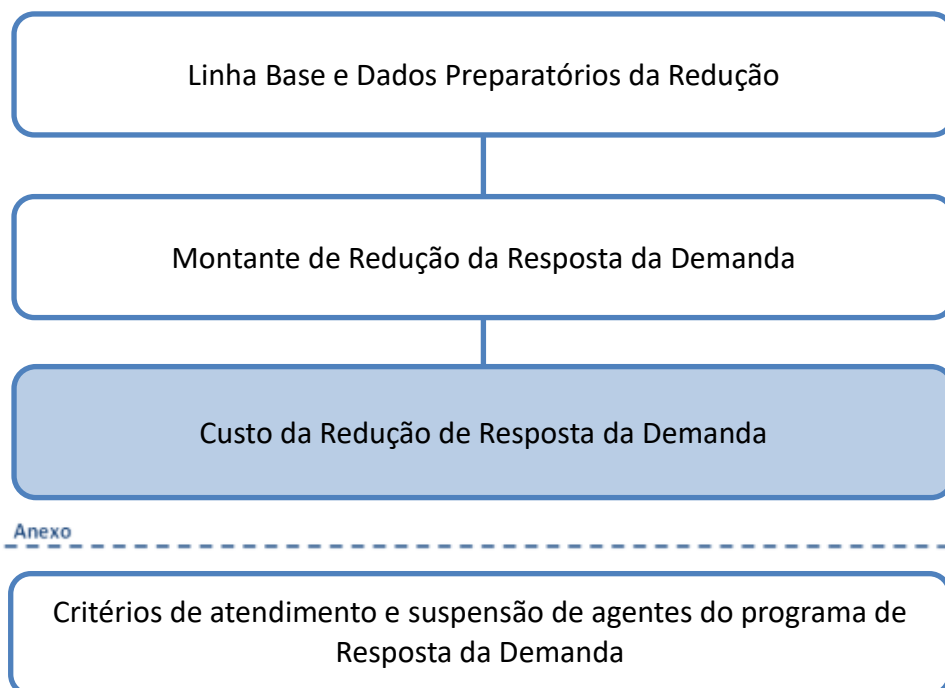 Linha Base e Dados Preparatórios da Redução
Montante de Redução da Resposta da Demanda
Custo da Redução de Resposta da Demanda
Anexo
Critérios de atendimento e suspensão de agentes do programa de
Resposta da Demanda